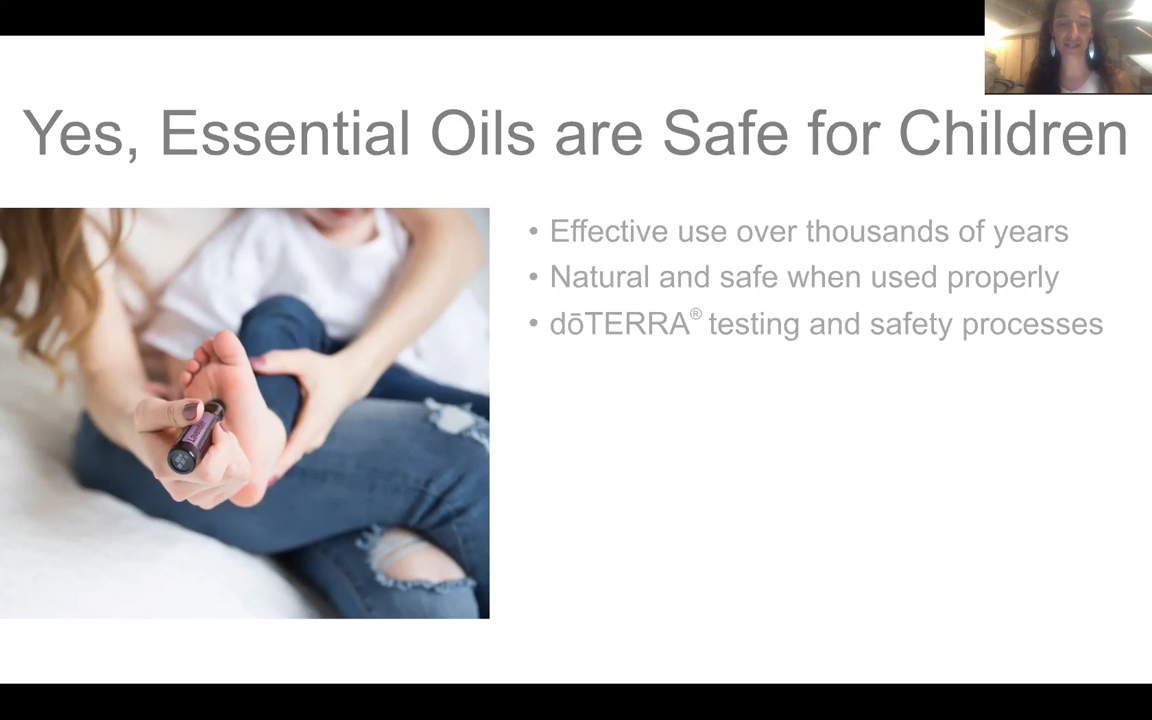 Yes, Essential Oils are Safe for Children
• Effective use over thousands of years
• Natural and safe when used properly
• dōTERRA® testing and safety processes
Lavender